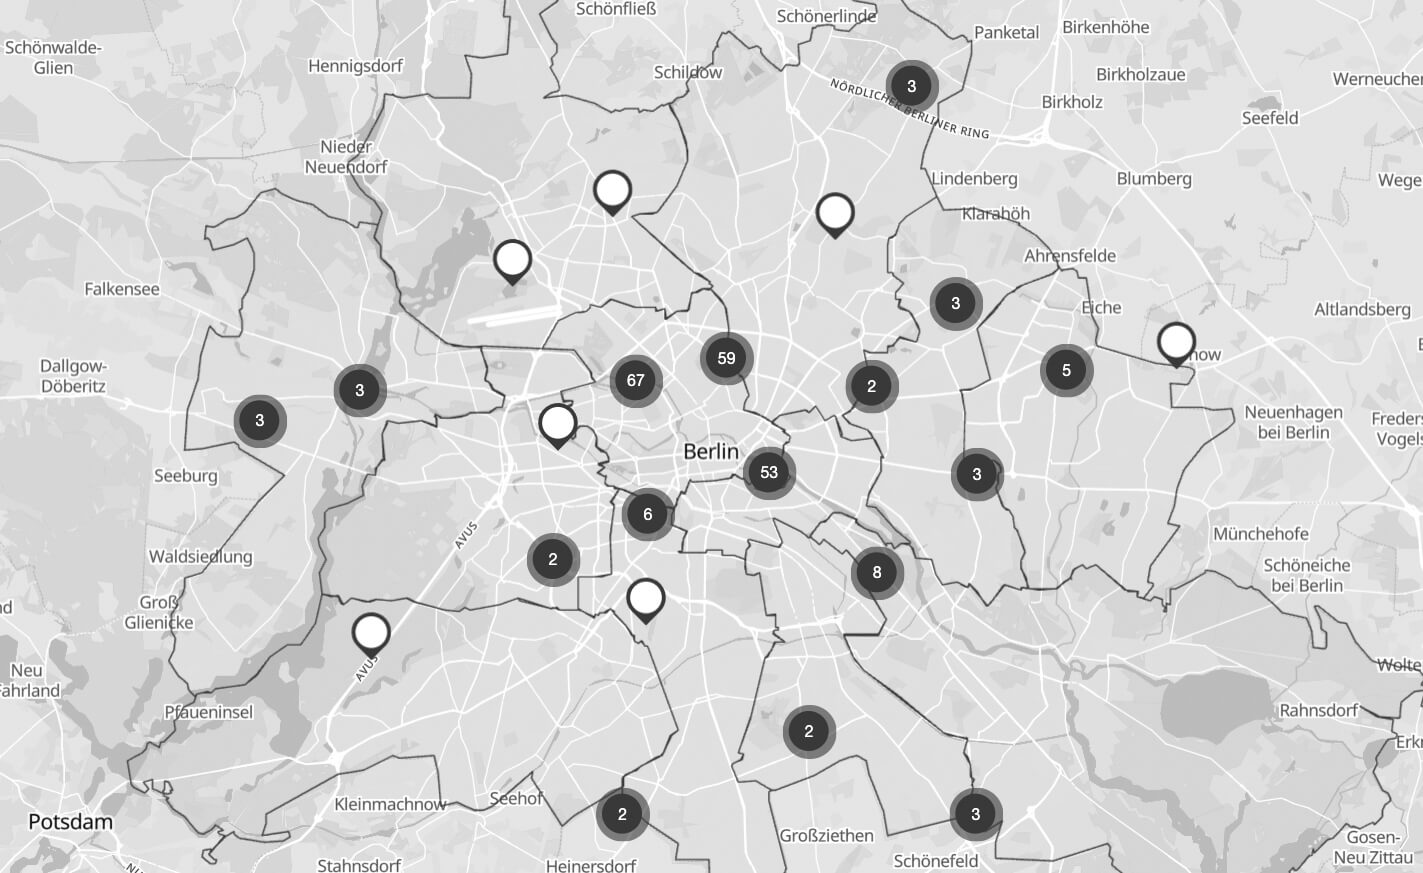 Schönfließ
Schönerlinde
Panketal
Birkenhöhe
Schönwalde-
Glien
Hennigsdorf
Schildow
3
Birkholzaue
Werneuchen
NÖRDLICHER BERLINER RING
Birkholz
Seefeld
Nieder
Neuendorf
Lindenberg
Blumberg
Wege
Klarahöh
Ahrensfelde
Falkensee
3
Eiche
Altlandsberg
59
now
Dallgow-
Döberitz
67
5
2
3
3
Neuenhagen
bei Berlin
Freders
Vogels
Berlin
53
3
Seeburg
6
AVUS
Münchehofe
Waldsiedlung
2
8
Schöneiche
bei Berlin
nd
Groß
Glienicke
AVUS
Neu
Fahrland
Wolte
Pfaueninsel
Rahnsdorf
2
Erkn
Kleinmachnow
Seehof
2
3
Potsdam
Großziethen
Gosen-
Neu Zittau
Stahnsdorf
Heinersdorf
Schönefeld